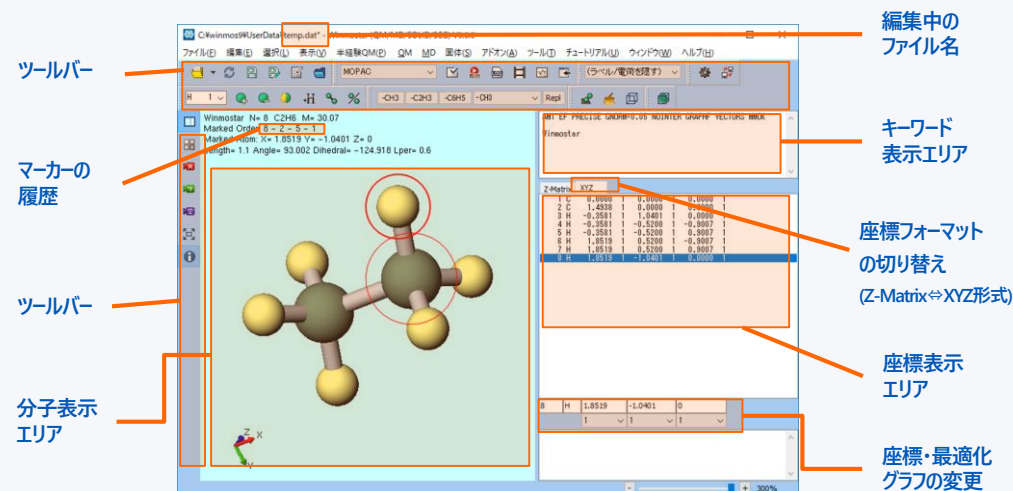 編集中の
ファイル名
ツールバー
マーカーの
履歴
ツールバー
分子表示
エリア
キーワード
表示エリア
座標フォーマット
の切り替え
(Z-Matrix⇔XYZ形式)
座標表示
エリア
座標・最適化
グラフの変更
C:¥winmos9¥UserData¥temp.dat* -
ファイル(F) 編集(E) 選択(L) 表示(V) 半経験QM(P) QM MD 固体(S) アドオン(A) ツール(T) チュートリアル(U) ウィンドウ(W) ヘルプ(H)
MOPAC (ラベル/電荷を隠す)
H 1 -H -CH3 -C2H3 -C6H5 -CH3 Repl
Winmostar N= 8 C2H6 M= 30.07
Marked Order 6 - 2 - 5 - 1
Marked Atom: X= 1.8519 Y= -1.0401 Z= 0
Length= 1.1 Angle= 93.002 Dihedral= -124.918 Lper= 0.6
AM1 EF PRECISE GNORM=0.05 NOINTER GRAPHF VECTORS MMOK
Winmostar
Z-Matrix XYZ
1 C 0.0000 1 0.0000 1 0.0000 1
2 C 1.4938 1 0.0000 1 0.0000 1
3 H -0.3581 1 1.0401 1 0.0000 1
4 H -0.3581 1 -0.5200 1 -0.9007 1
5 H -0.3581 1 -0.5200 1 0.9007 1
6 H 1.8519 1 0.5200 1 -0.9007 1
7 H 1.8519 1 0.5200 1 0.9007 1
8 H 1.8519 1 -1.0401 1 0.0000 1
8 H 1.8519 -1.0401 0
1 1 1
Z X
Y
- + 300%